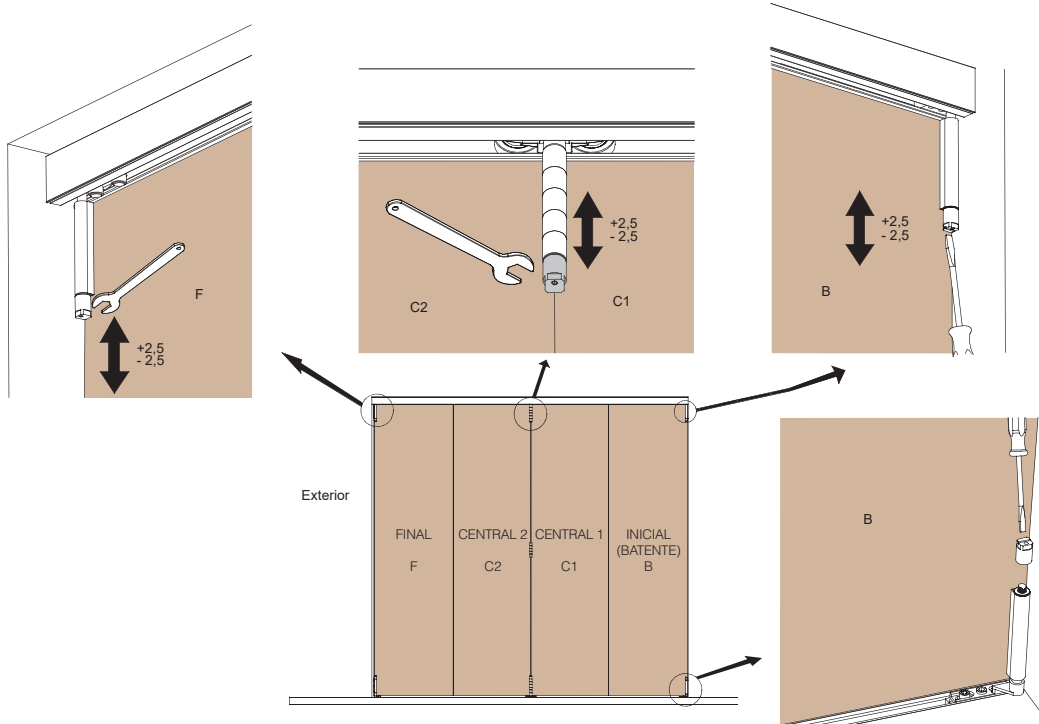 +2,5
- 2,5
F
+2,5
- 2,5
C2
C1
+2,5
- 2,5
B
Exterior
FINAL
F
CENTRAL 2
C2
CENTRAL 1
C1
INICIAL
(BATENTE)
B
B